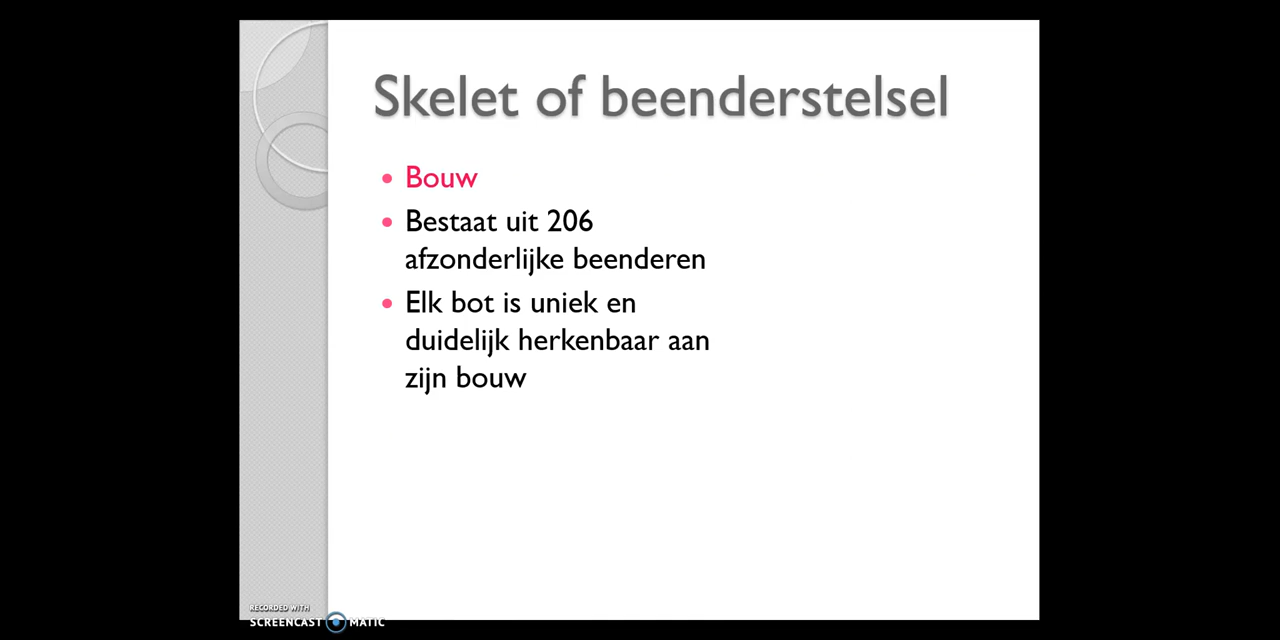 Skelet of beenderstelsel
• Bouw
• Bestaat uit 206
afzonderlijke beenderen
• Elk bot is uniek en
duidelijk herkenbaar aan
zijn bouw
RECORDED WITH
SCREENCAST MATIC